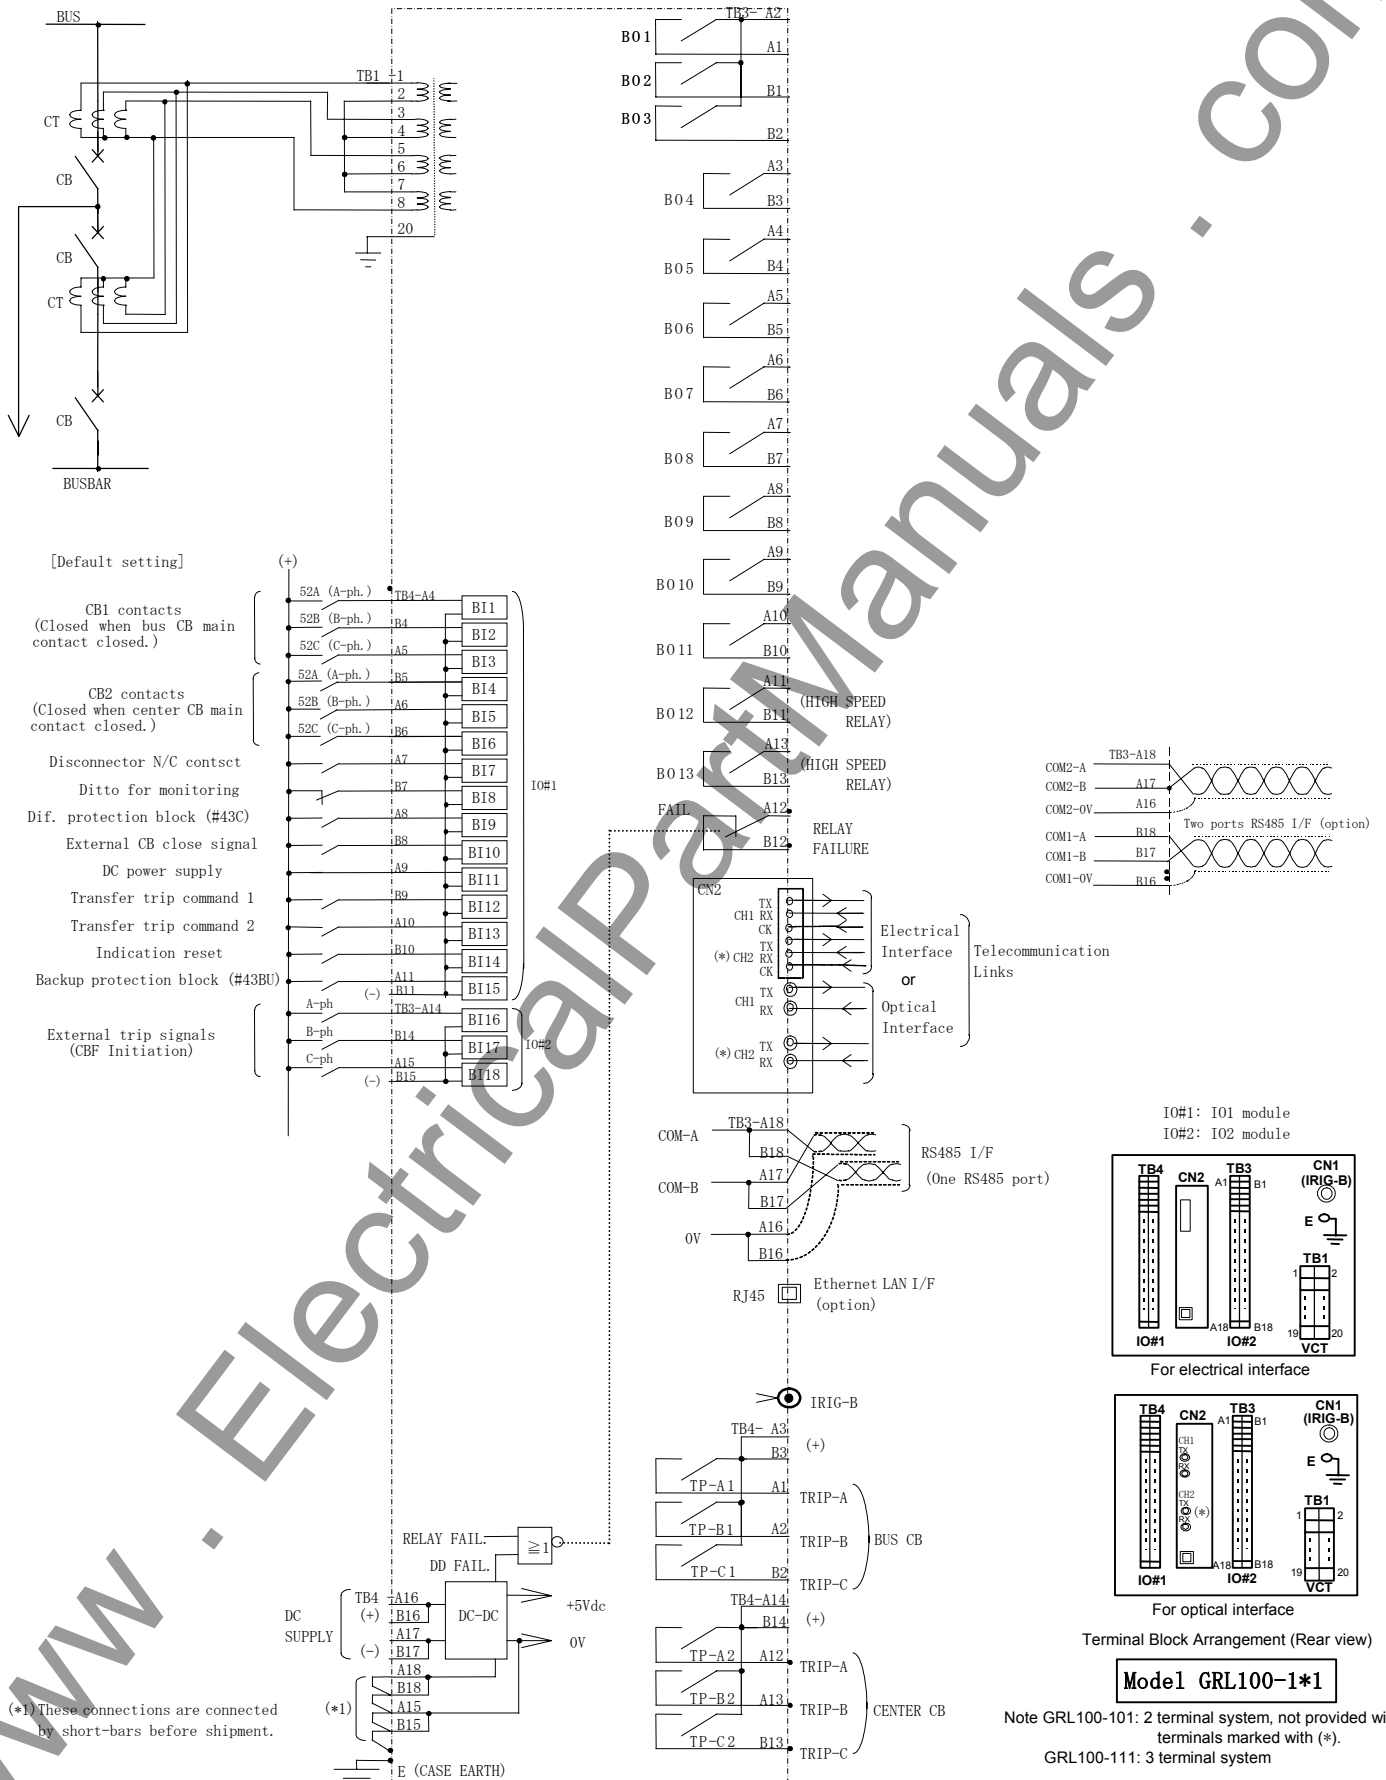 BUS
CT
CB
CB
CT
CB
BUSBAR
TB1 -1
2
3
4
5
6
7
8
20
TB3- A2
BO1
A1
BO2
B1
BO3
B2
A3
BO4
B3
A4
BO5
B4
A5
BO6
B5
A6
BO7
B6
A7
BO8
B7
A8
BO9
B8
A9
BO10
B9
A10
BO11
B10
A11
BO12
B11
(HIGH SPEED
RELAY)
A13
BO13
B13
(HIGH SPEED
RELAY)
FAIL
A12
B12
RELAY
FAILURE
[Default setting]
(+)
CB1 contacts
(Closed when bus CB main
contact closed.)
52A (A-ph.)
TB4-A4
BI1
52B (B-ph.)
B4
BI2
52C (C-ph.)
A5
BI3
CB2 contacts
(Closed when center CB main
contact closed.)
52A (A-ph.)
B5
BI4
52B (B-ph.)
A6
BI5
52C (C-ph.)
B6
BI6
Disconnector N/C contsct
A7
BI7
Ditto for monitoring
B7
BI8
IO#1
Dif. protection block (#43C)
A8
BI9
External CB close signal
B8
BI10
DC power supply
A9
BI11
Transfer trip command 1
B9
BI12
Transfer trip command 2
A10
BI13
Indication reset
B10
BI14
Backup protection block (#43BU)
A11
(-) B11
BI15
External trip signals
(CBF Initiation)
A-ph
TB3-A14
BI16
B-ph
B14
BI17
IO#2
C-ph
A15
(-) B15
BI18
CN2
TX
CH1 RX
CK
TX
(*) CH2 RX
CK
Electrical
Interface
or
Telecommunication
Links
TX
CH1
RX
Optical
Interface
TX
(*) CH2
RX
COM-A
TB3-A18
B18
COM-B
A17
B17
0V
A16
B16
RS485 I/F
(One RS485 port)
RJ45
Ethernet LAN I/F
(option)
IRIG-B
TB4- A3
(+)
B3
TP-A1
A1
TRIP-A
TP-B1
A2
TRIP-B
BUS CB
TP-C1
B2
TRIP-C
TB4-A14
(+)
B14
TP-A2
A12
TRIP-A
TP-B2
A13
TRIP-B
CENTER CB
TP-C2
B13
TRIP-C
RELAY FAIL.
≧1
DD FAIL.
DC
SUPPLY
TB4 -A16
(+) B16
A17
(-) B17
DC-DC
+5Vdc
0V
A18
B18
(*1)
A15
B15
E (CASE EARTH)
(*1)These connections are connected
by short-bars before shipment.
TB3-A18
COM2-A
COM2-B
A17
COM2-0V
A16
Two ports RS485 I/F (option)
COM1-A
B18
COM1-B
B17
COM1-0V
B16
IO#1: IO1 module
IO#2: IO2 module
TB4
CN2
TB3
CN1
(IRIG-B)
A1
B1
E
TB1
1
2
A18
B18
19
20
IO#1
IO#2
VCT
For electrical interface
TB4
CN2
TB3
CN1
(IRIG-B)
A1
B1
CH1
TX
RX
E
CH2
TX
(*)
RX
TB1
1
2
A18
B18
19
20
IO#1
IO#2
VCT
For optical interface
Terminal Block Arrangement (Rear view)
Model GRL100-1*1
Note GRL100-101: 2 terminal system, not provided wi
terminals marked with (*).
GRL100-111: 3 terminal system
www . ElectricalPartManuals . com